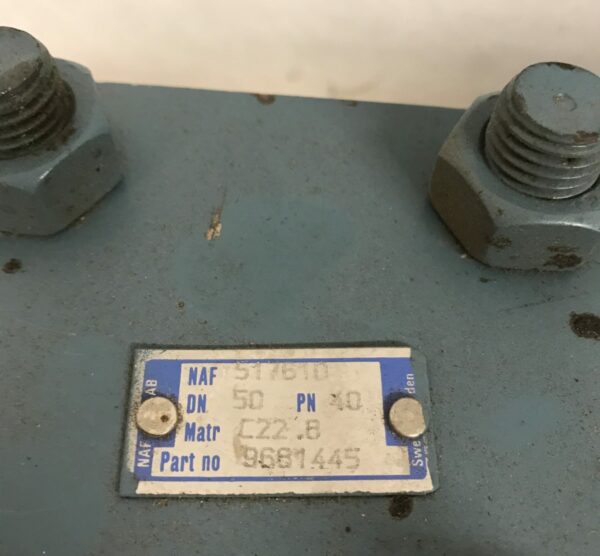 NAF 517610
DN 50 PN 40
Matr C22.8
Part no 9681445
NAF AB
Sweden